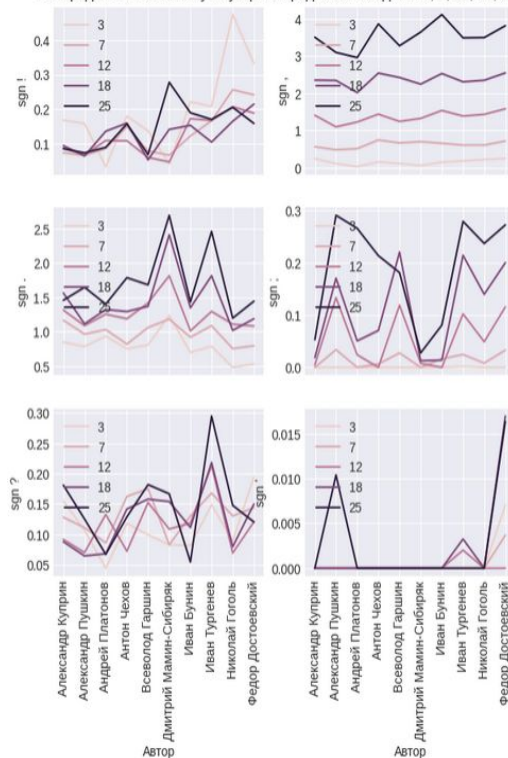 3
7
12
18
25
0.4
0.3
0.2
0.1
sgn !
3
7
12
18
25
4
3
2
1
0
sgn ,
3
7
12
18
25
2.5
2.0
1.5
1.0
0.5
sgn .
3
7
12
18
25
0.3
0.2
0.1
0.0
3
7
12
18
25
0.30
0.25
0.20
0.15
0.10
0.05
sgn ?
3
7
12
18
25
0.015
0.010
0.005
0.000
Александр Куприн
Александр Пушкин
Андрей Платонов
Антон Чехов
Всеволод Гаршин
Дмитрий Мамин-Сибиряк
Иван Бунин
Иван Тургенев
Николай Гоголь
Федор Достоевский
Автор
Александр Куприн
Александр Пушкин
Андрей Платонов
Антон Чехов
Всеволод Гаршин
Дмитрий Мамин-Сибиряк
Иван Бунин
Иван Тургенев
Николай Гоголь
Федор Достоевский
Автор